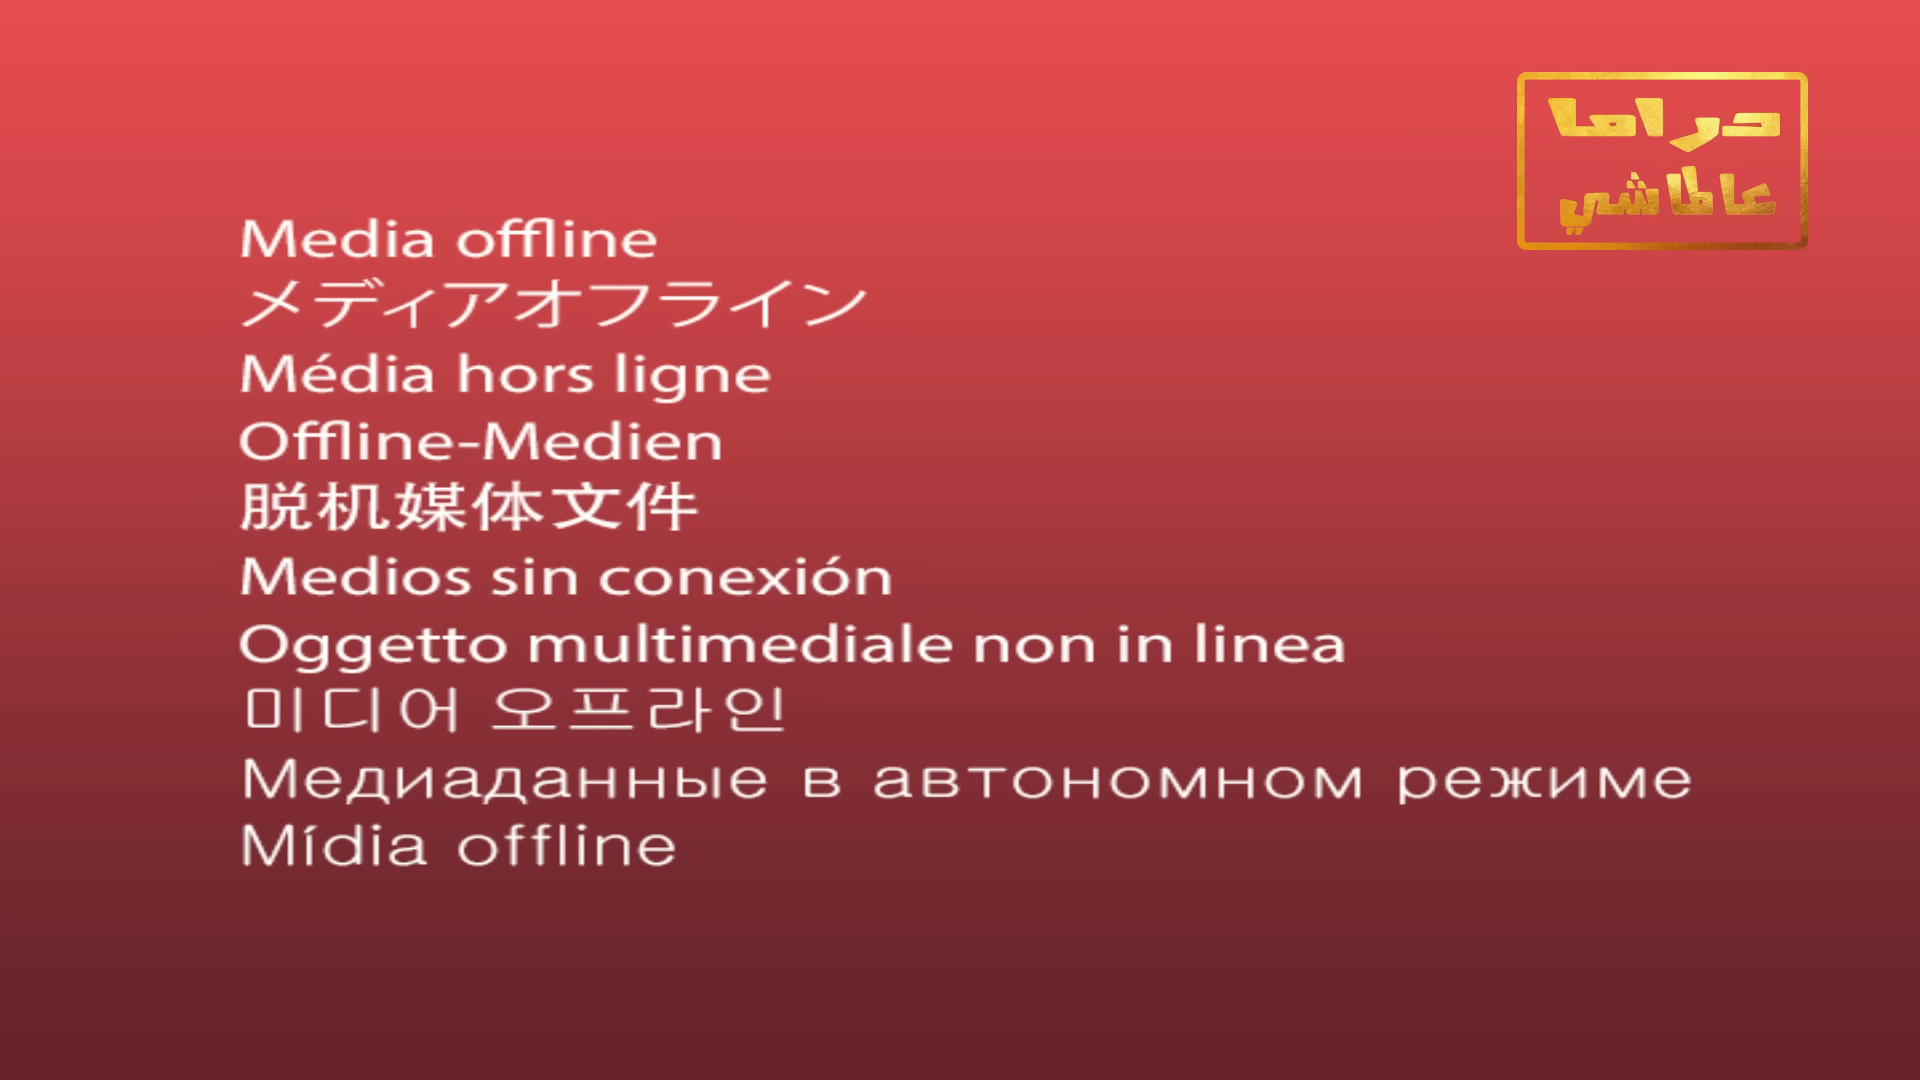 دراما
عالماشي
Media offline
メディアオフライン
Média hors ligne
Offline-Medien
脱机媒体文件
Medios sin conexión
Oggetto multimediale non in linea
미디어 오프라인
Медиаданные в автономном режиме
Mídia offline